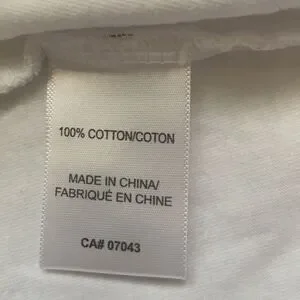 100% COTTON/COTON
MADE IN CHINA/
FABRIQUÉ EN CHINE
CA# 07043